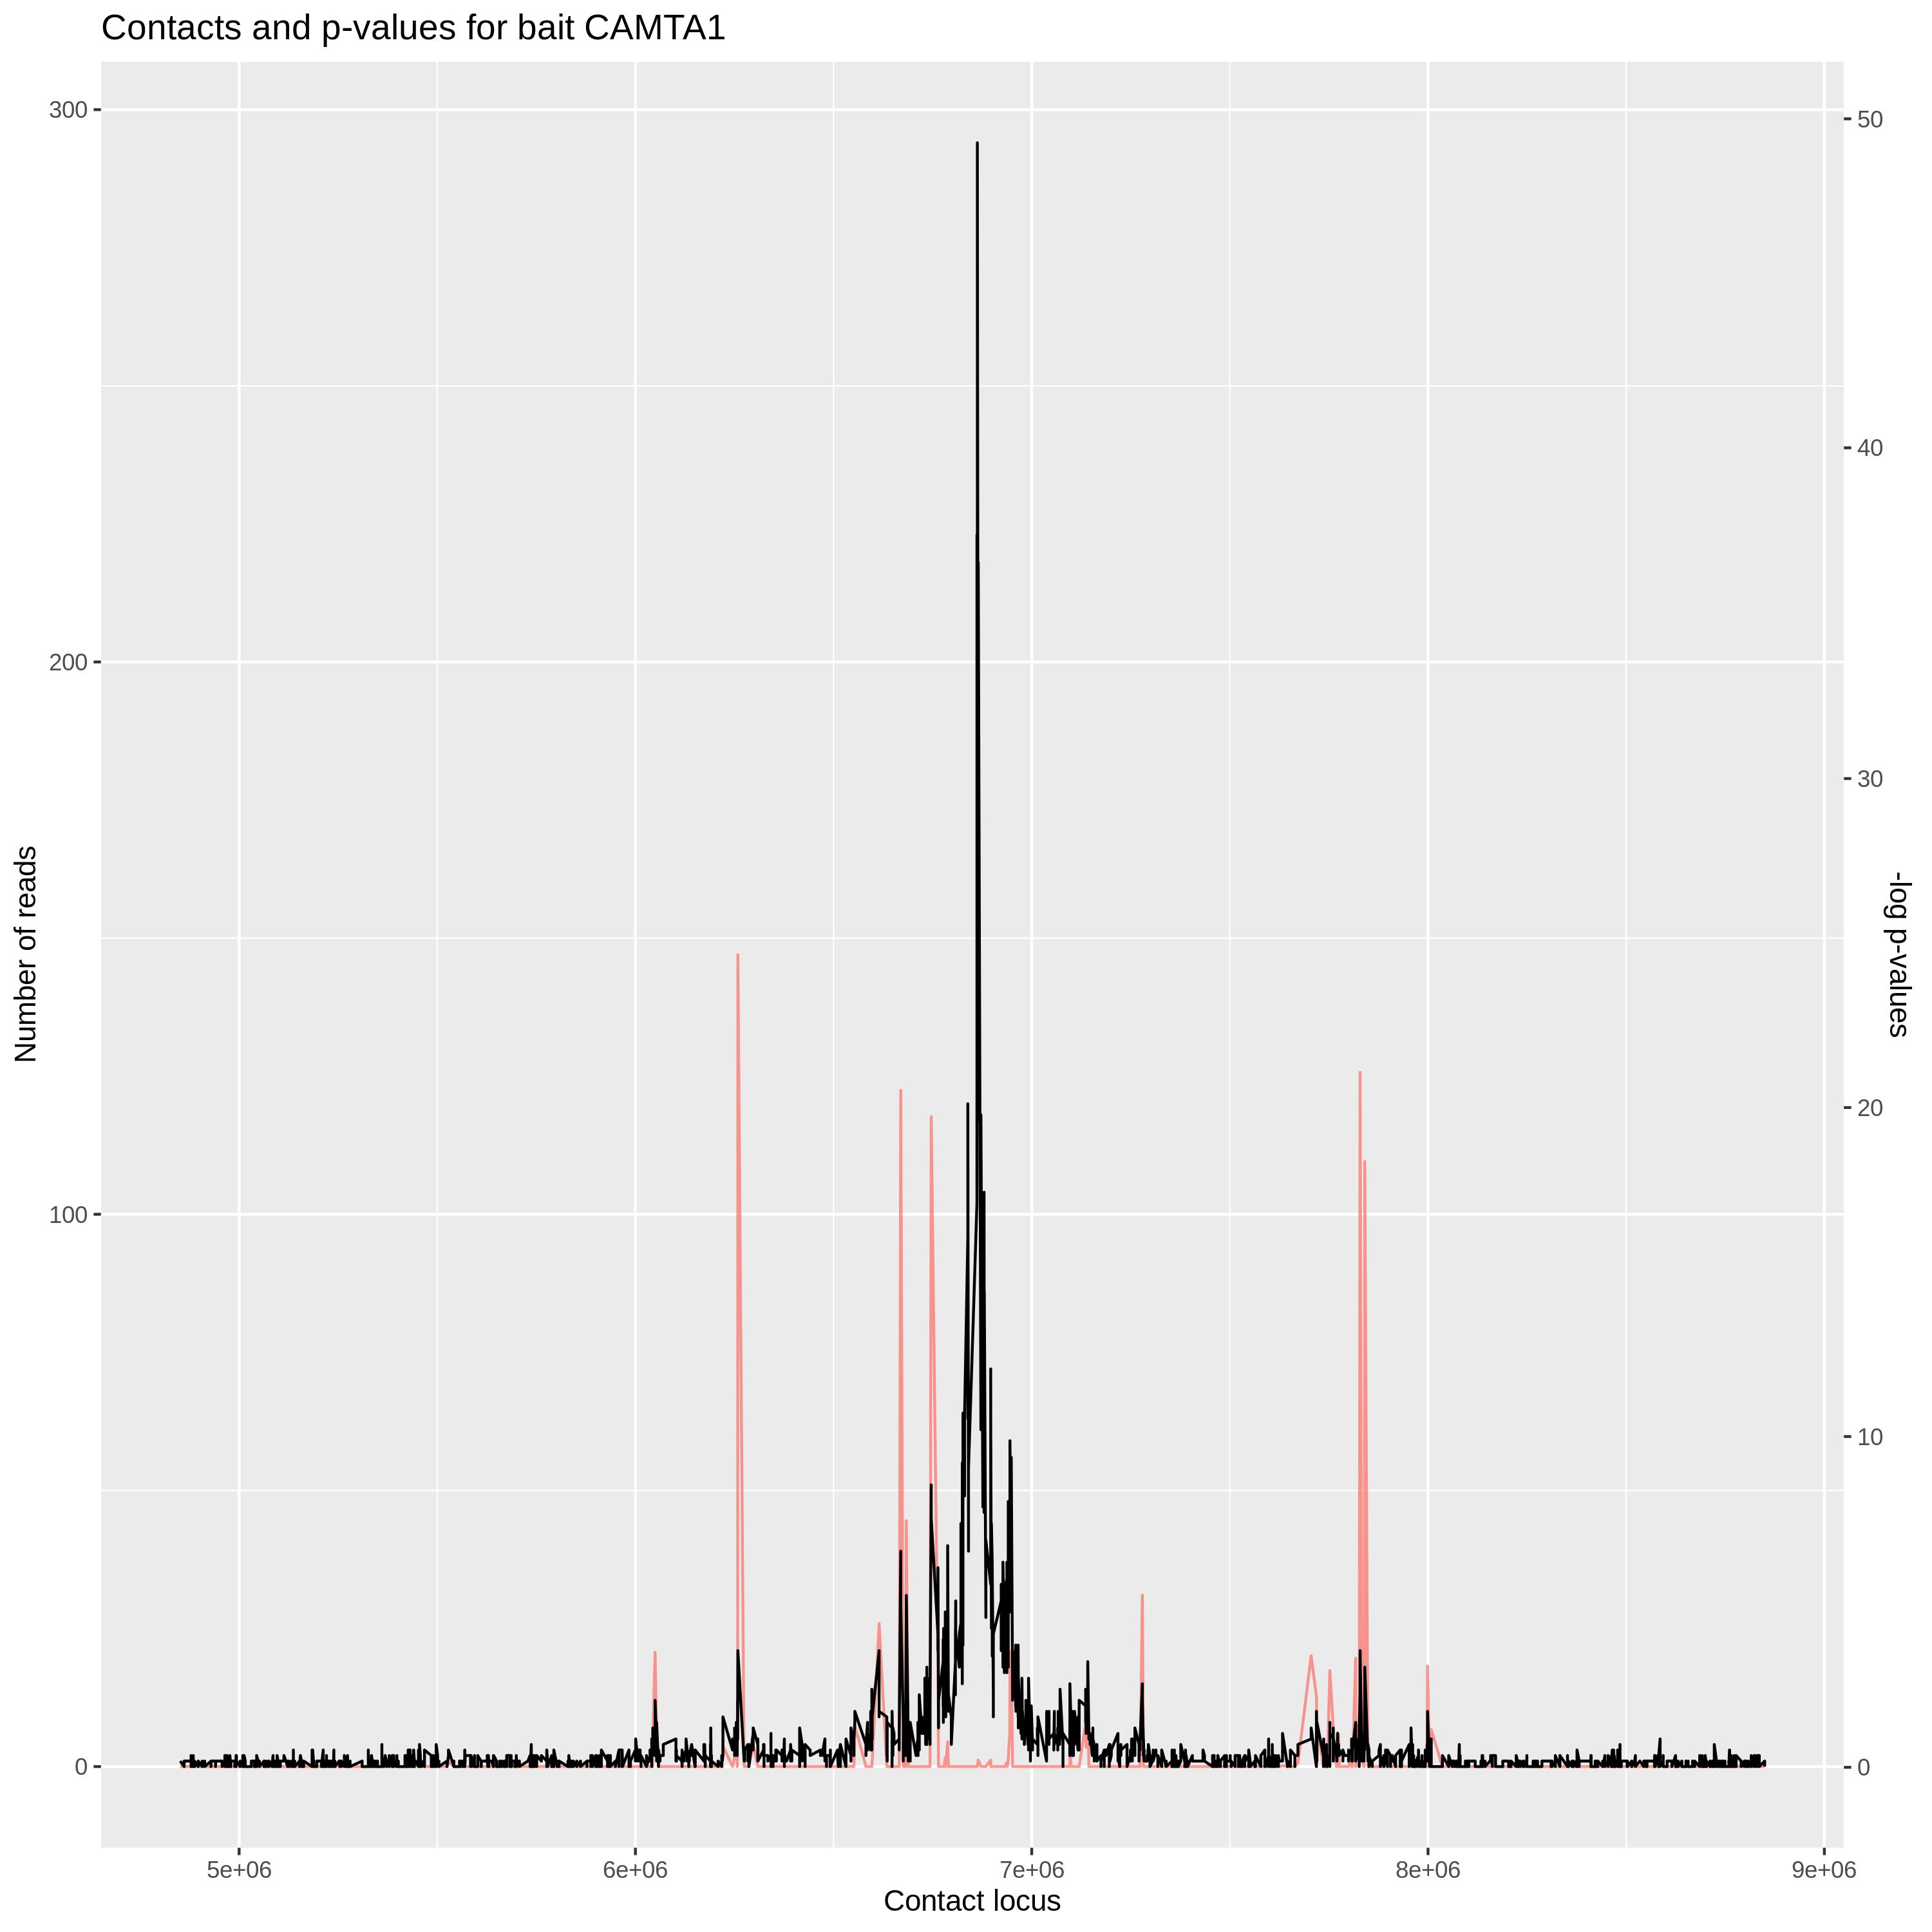 Contacts and p-values for bait CAMTA1
300
200
100
0
Number of reads
50
40
30
20
10
0
-log p-values
5e+06
6e+06
7e+06
8e+06
9e+06
Contact locus